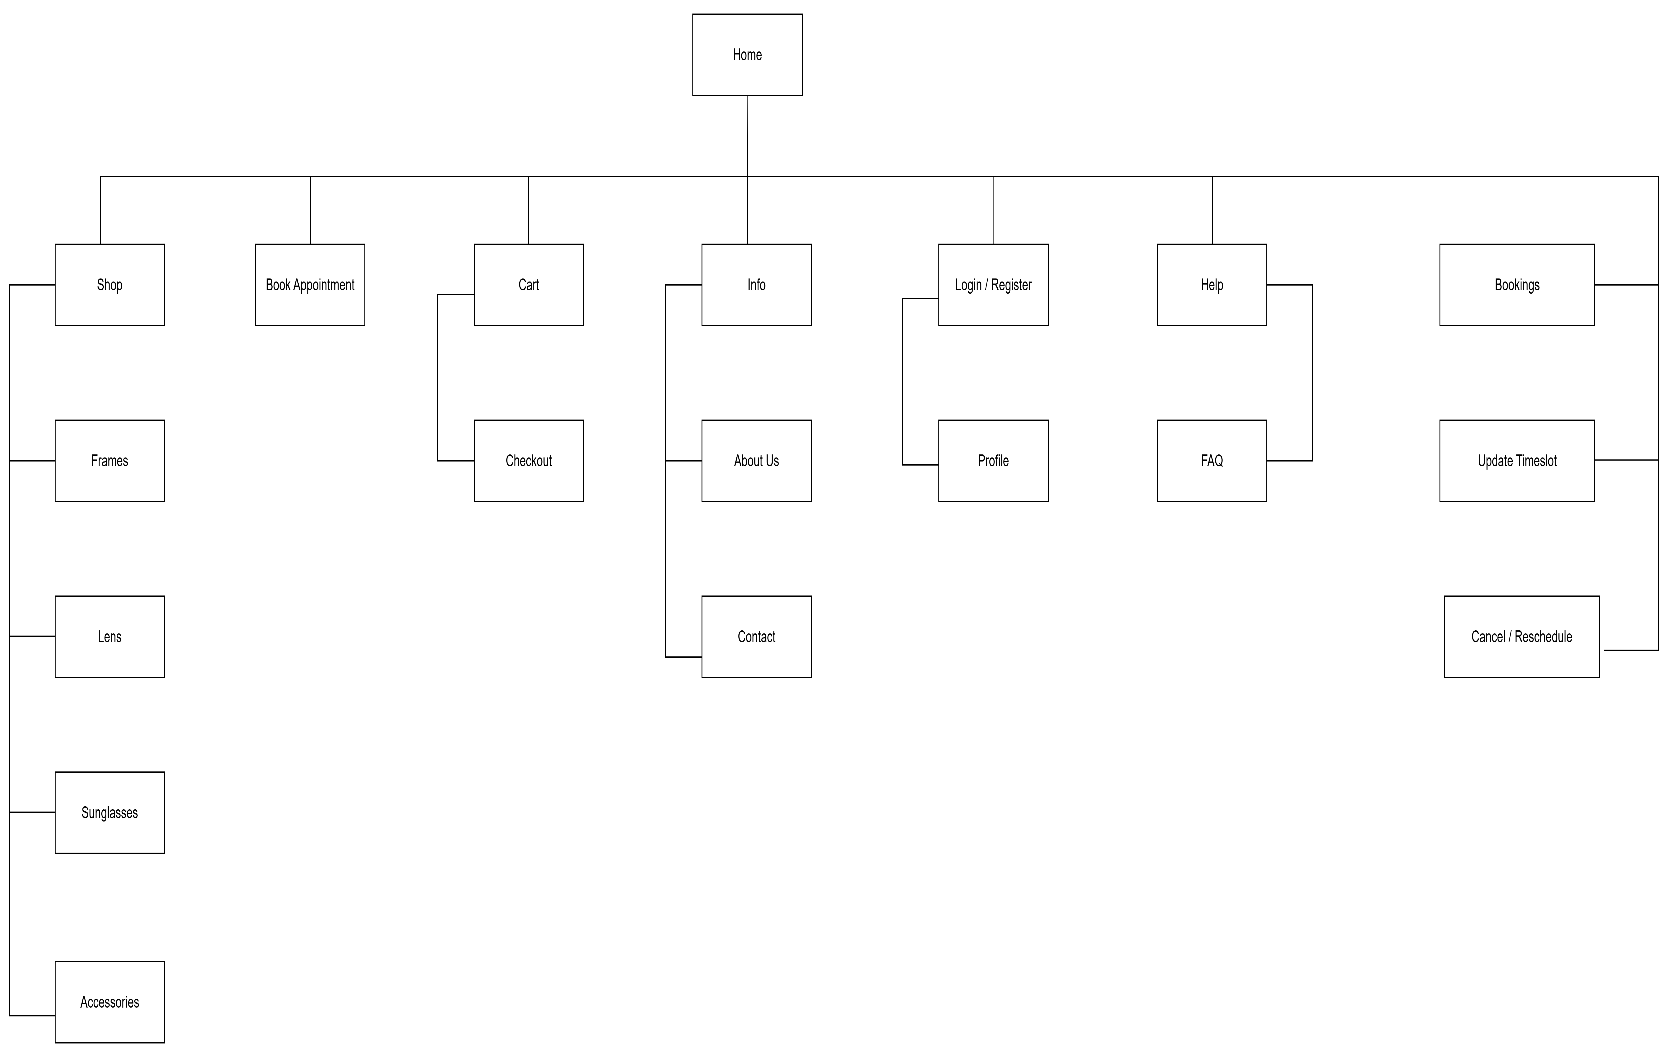 Home
Shop
Book Appointment
Cart
Info
Login / Register
Help
Bookings
Frames
Checkout
About Us
Profile
FAQ
Update Timeslot
Lens
Contact
Cancel / Reschedule
Sunglasses
Accessories